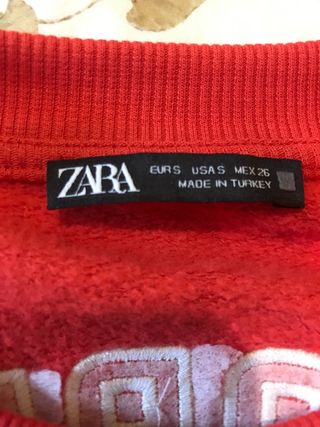 ZARA
EUR S USA S MEX 26
MADE IN TURKEY